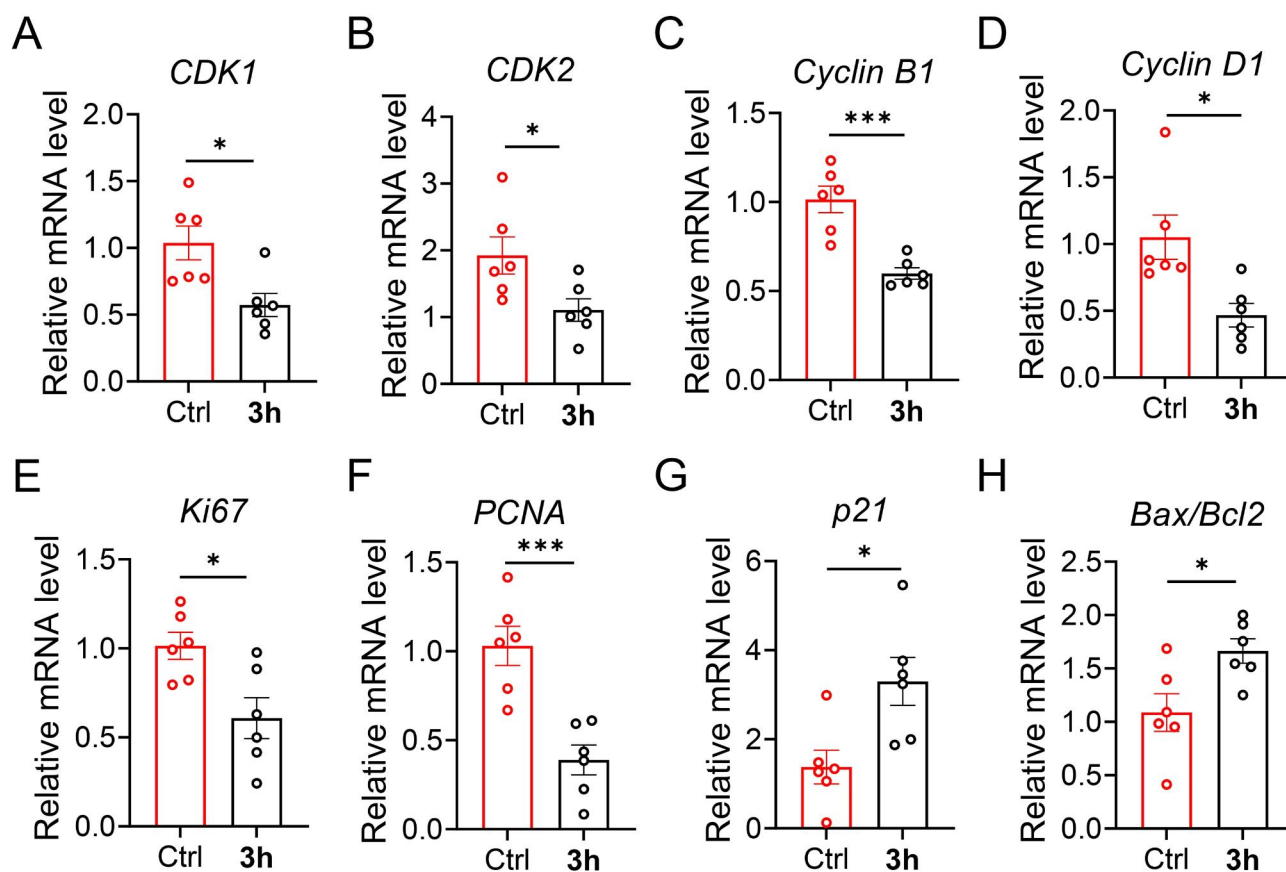 A
CDK1
Relative mRNA level
2.0
1.5
1.0
0.5
0.0
*
Ctrl 3h
B
CDK2
Relative mRNA level
4
3
2
1
0
*
Ctrl 3h
C
Cyclin B1
Relative mRNA level
1.5
1.0
0.5
0.0
***
Ctrl 3h
D
Cyclin D1
Relative mRNA level
2.0
1.5
1.0
0.5
0.0
*
Ctrl 3h
E
Ki67
Relative mRNA level
1.5
1.0
0.5
0.0
*
Ctrl 3h
F
PCNA
Relative mRNA level
1.5
1.0
0.5
0.0
***
Ctrl 3h
G
p21
Relative mRNA level
6
4
2
0
*
Ctrl 3h
H
Bax/Bcl2
Relative mRNA level
2.5
2.0
1.5
1.0
0.5
0.0
*
Ctrl 3h